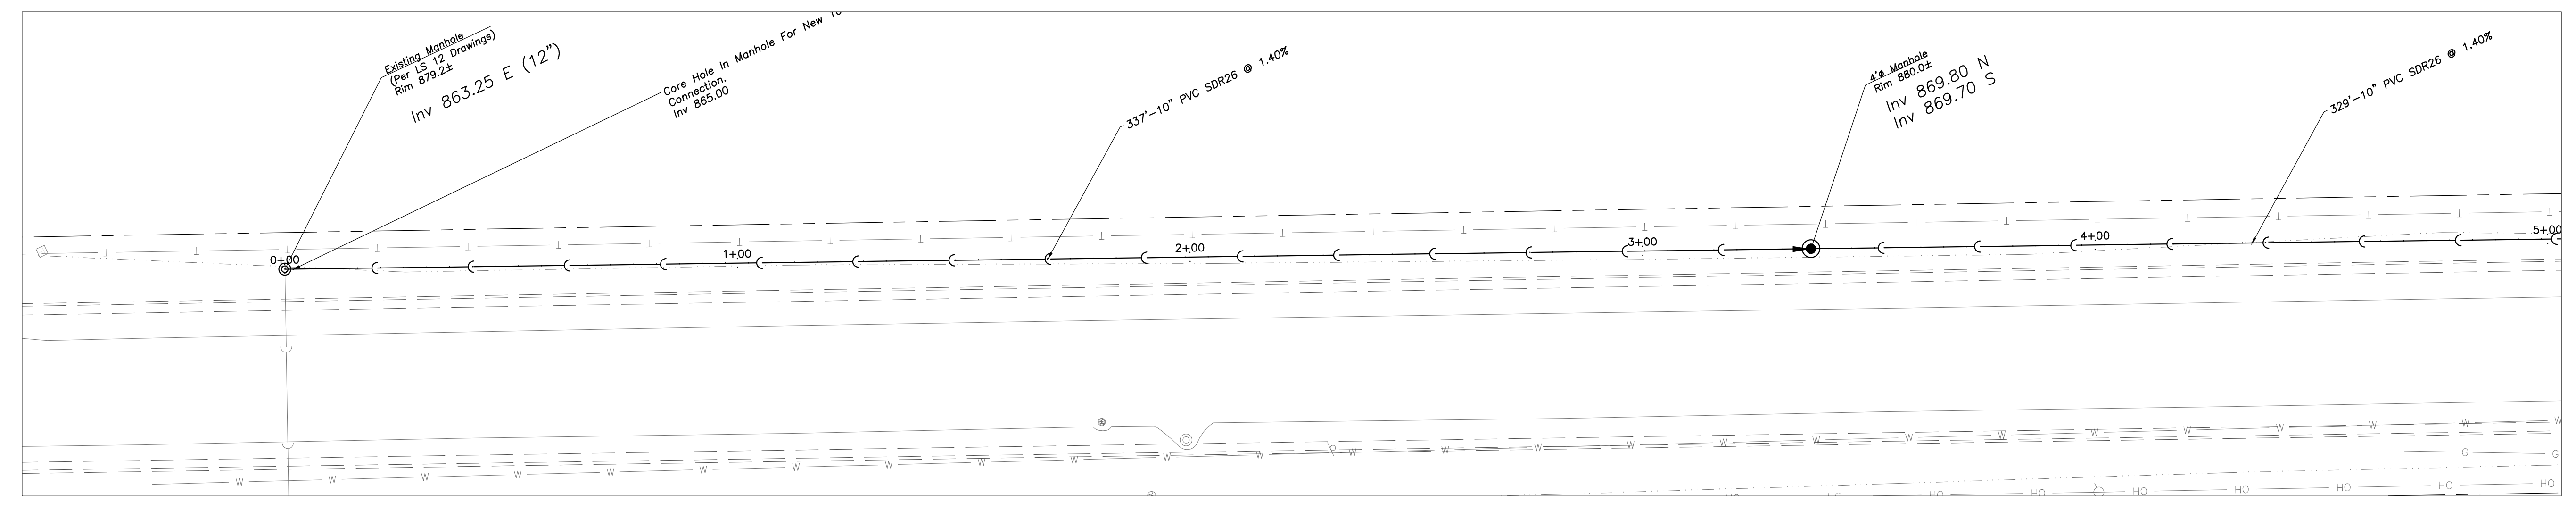 Existing Manhole
(Per LS 12 Drawings)
Rim 879.2±
Inv 863.25 E (12")
Core Hole In Manhole For New
Connection.
Inv 865.00
337'-10" PVC SDR26 @ 1.40%
4'ø Manhole
Rim 880.0±
Inv 869.80 N
Inv 869.70 S
329'-10" PVC SDR26 @ 1.40%
0+00
1+00
2+00
3+00
4+00
5+00
W W W W W W W W W W W W W W W W W W W W W W W W W W
P
G G
HO HO HO HO HO HO HO HO HO